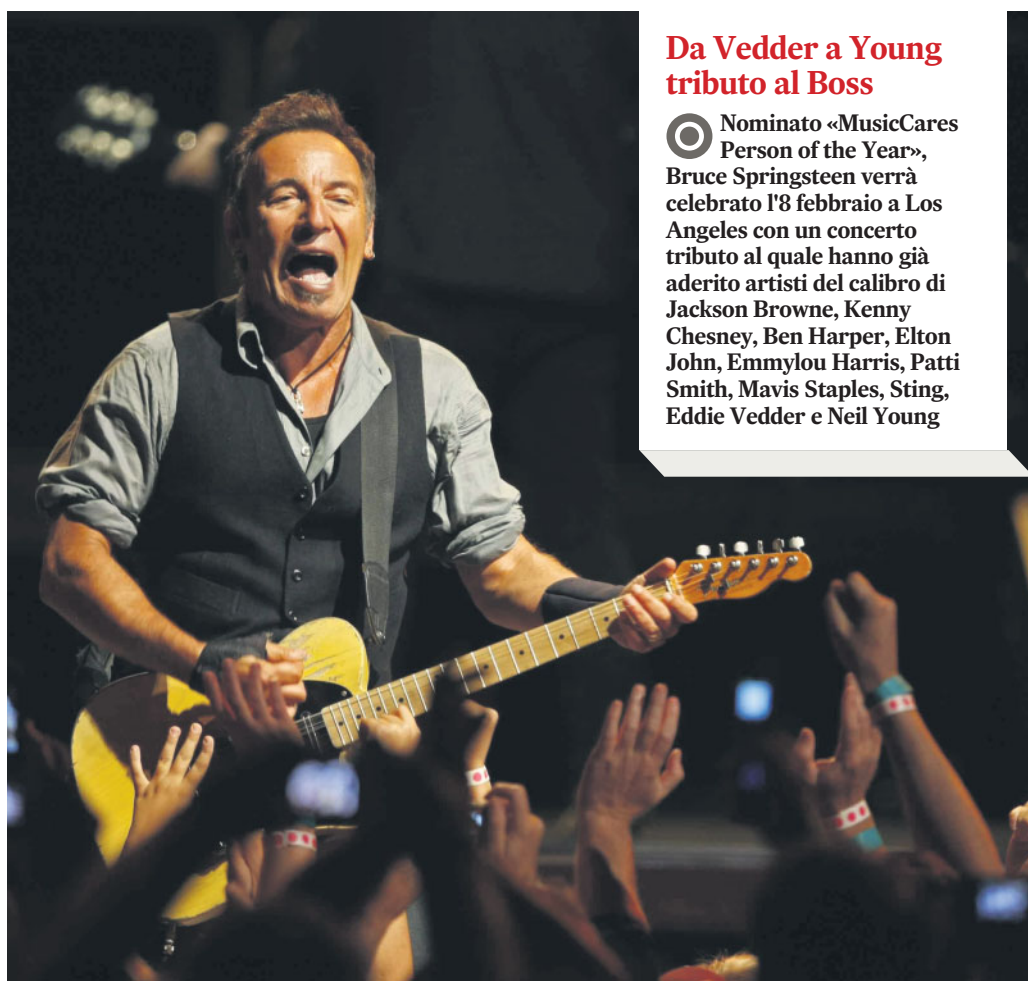 Da Vedder a Young
tributo al Boss
Nominato «MusicCares
Person of the Year»,
Bruce Springsteen verrà
celebrato l'8 febbraio a Los
Angeles con un concerto
tributo al quale hanno già
aderito artisti del calibro di
Jackson Browne, Kenny
Chesney, Ben Harper, Elton
John, Emmylou Harris, Patti
Smith, Mavis Staples, Sting,
Eddie Vedder e Neil Young